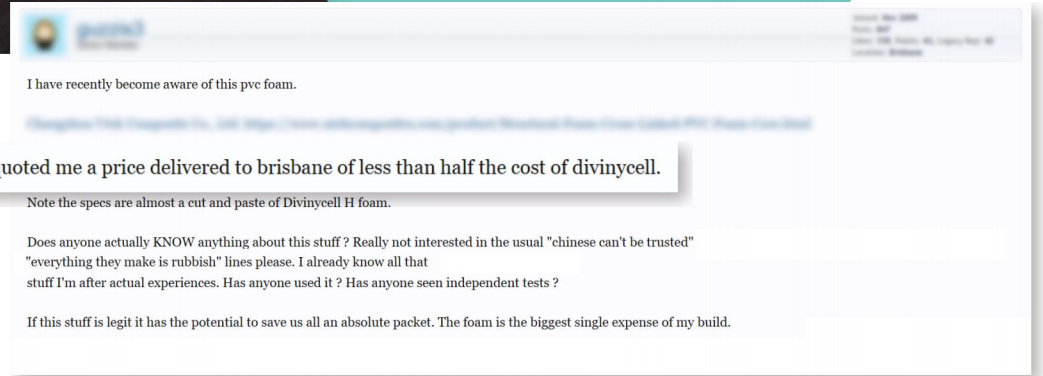 I have recently become aware of this pvc foam.
quoted me a price delivered to brisbane of less than half the cost of divinycell.
Note the specs are almost a cut and paste of Divinycell H foam.
Does anyone actually KNOW anything about this stuff ? Really not interested in the usual "chinese can't be trusted"
"everything they make is rubbish" lines please. I already know all that
stuff I'm after actual experiences. Has anyone used it ? Has anyone seen independent tests ?
If this stuff is legit it has the potential to save us all an absolute packet. The foam is the biggest single expense of my build.